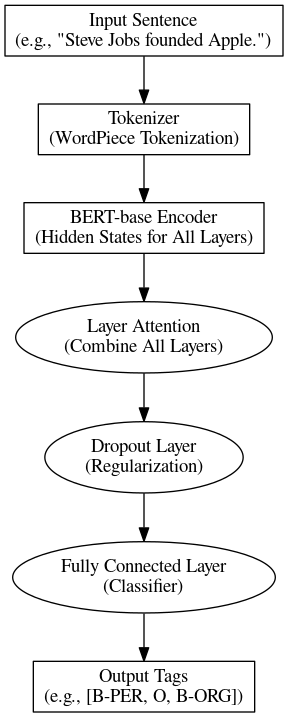 Input Sentence
(e.g., "Steve Jobs founded Apple.")
Tokenizer
(WordPiece Tokenization)
BERT-base Encoder
(Hidden States for All Layers)
Layer Attention
(Combine All Layers)
Dropout Layer
(Regularization)
Fully Connected Layer
(Classifier)
Output Tags
(e.g., [B-PER, O, B-ORG])